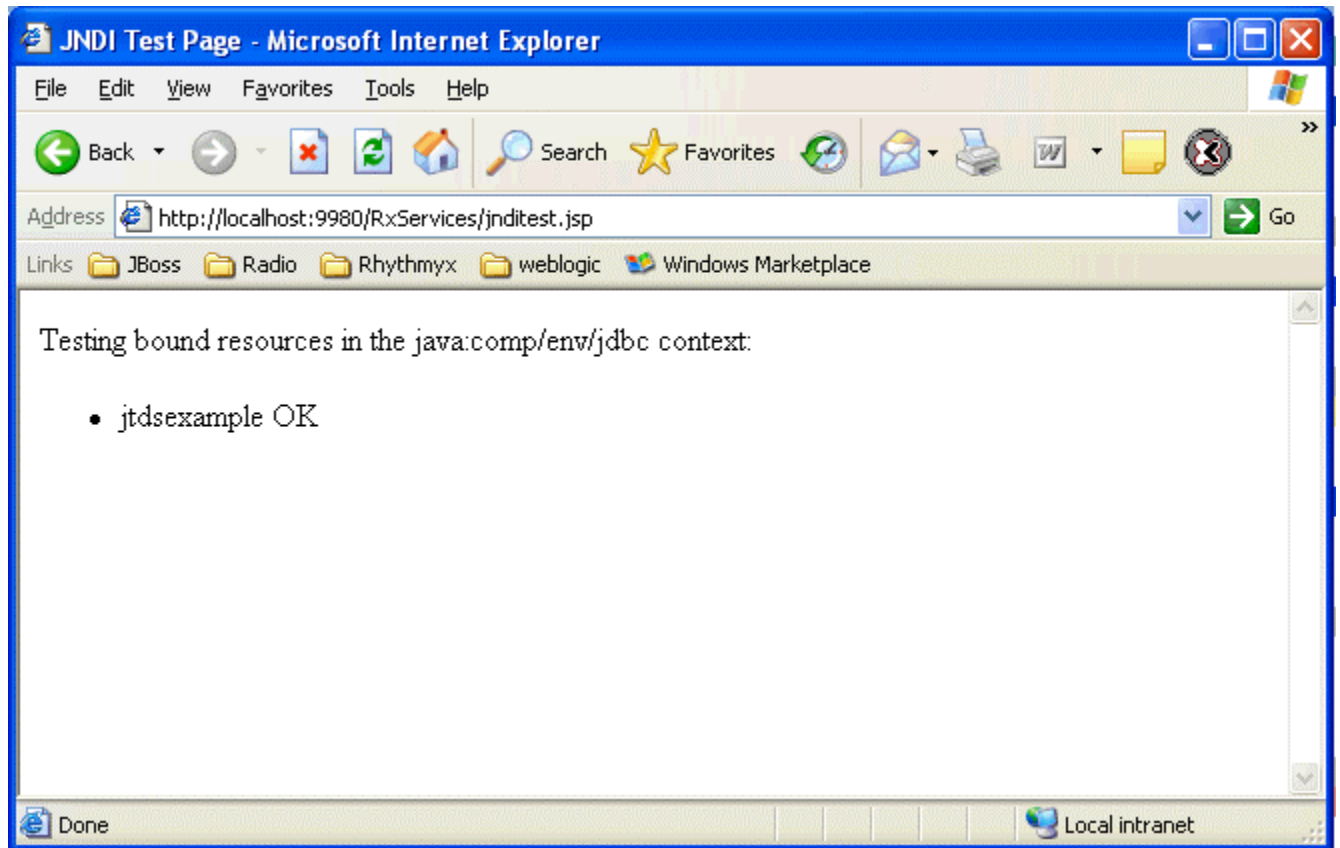 JNDI Test Page - Microsoft Internet Explorer
File Edit View Favorites Tools Help
Back Search Favorites W »
Address http://localhost:9980/RxServices/jnditest.jsp Go
Links JBoss Radio Rhythmyx weblogic Windows Marketplace
Testing bound resources in the java:comp/env/jdbc context:
• jtdsexample OK
Done Local intranet